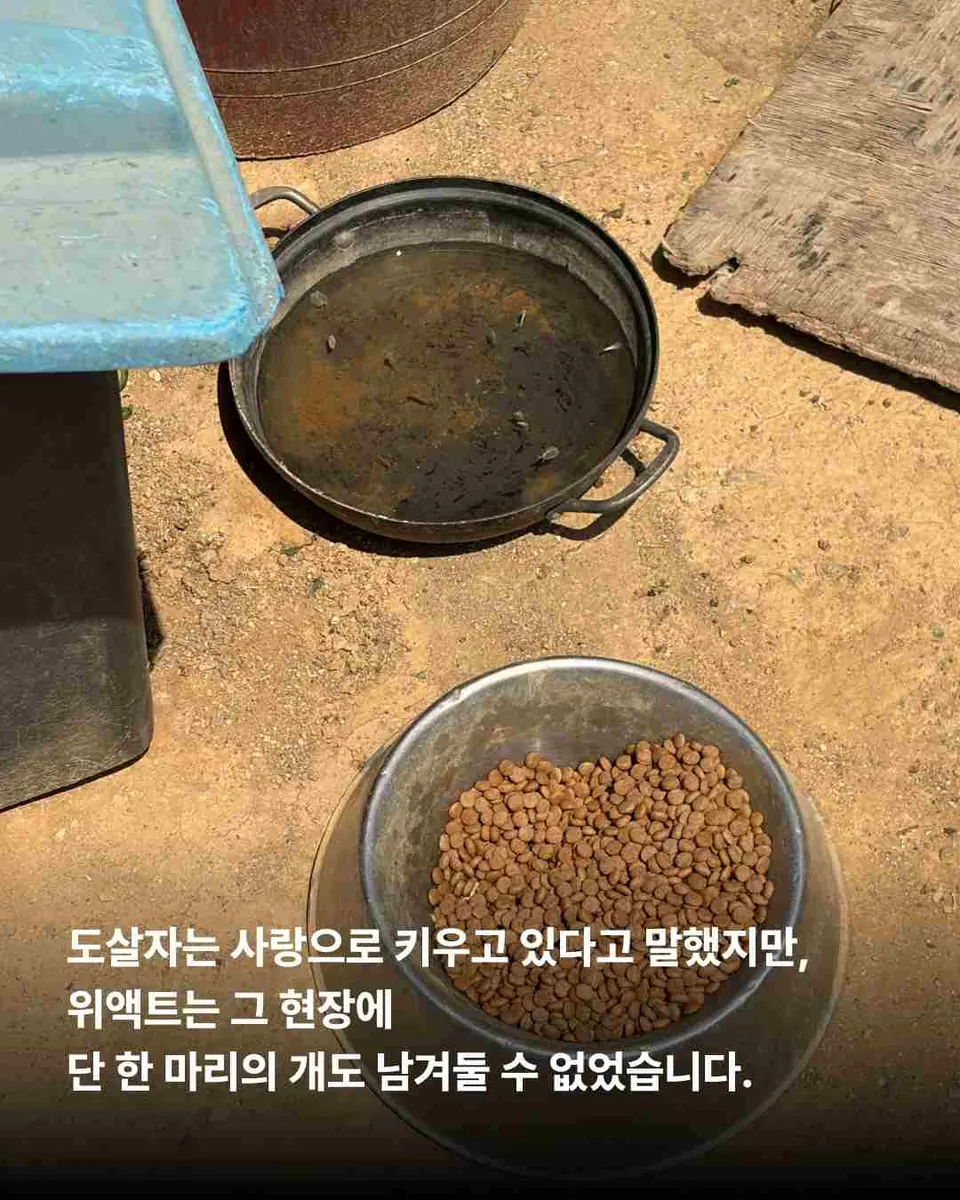 도살자는 사랑으로 키우고 있다고 말했지만,
위액트는 그 현장에
단 한 마리의 개도 남겨둘 수 없었습니다.